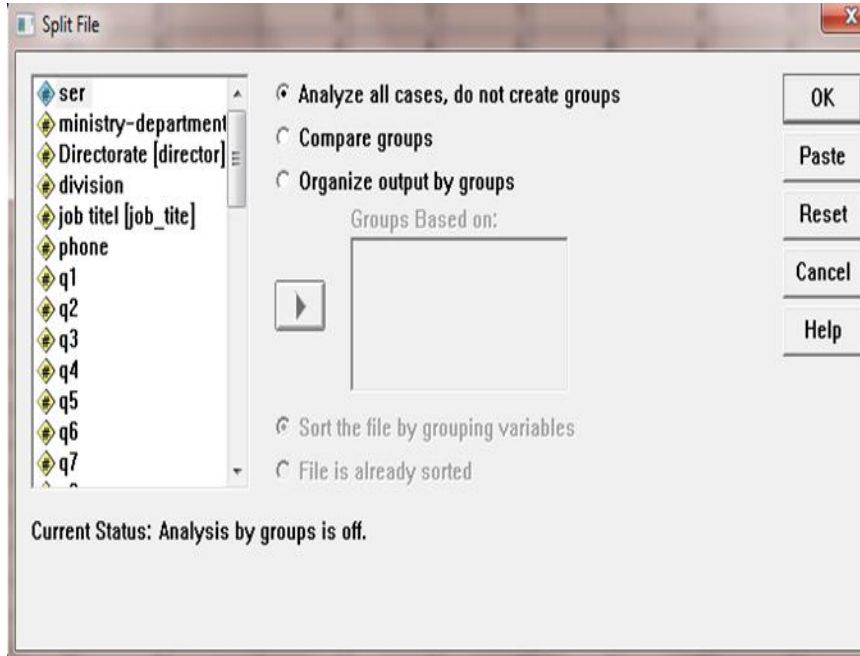 Split File
ser
ministry-department
Directorate [director]
division
job titel [job_tite]
phone
q1
q2
q3
q4
q5
q6
q7
Analyze all cases, do not create groups
Compare groups
Organize output by groups
Groups Based on:
Sort the file by grouping variables
File is already sorted
OK
Paste
Reset
Cancel
Help
Current Status: Analysis by groups is off.